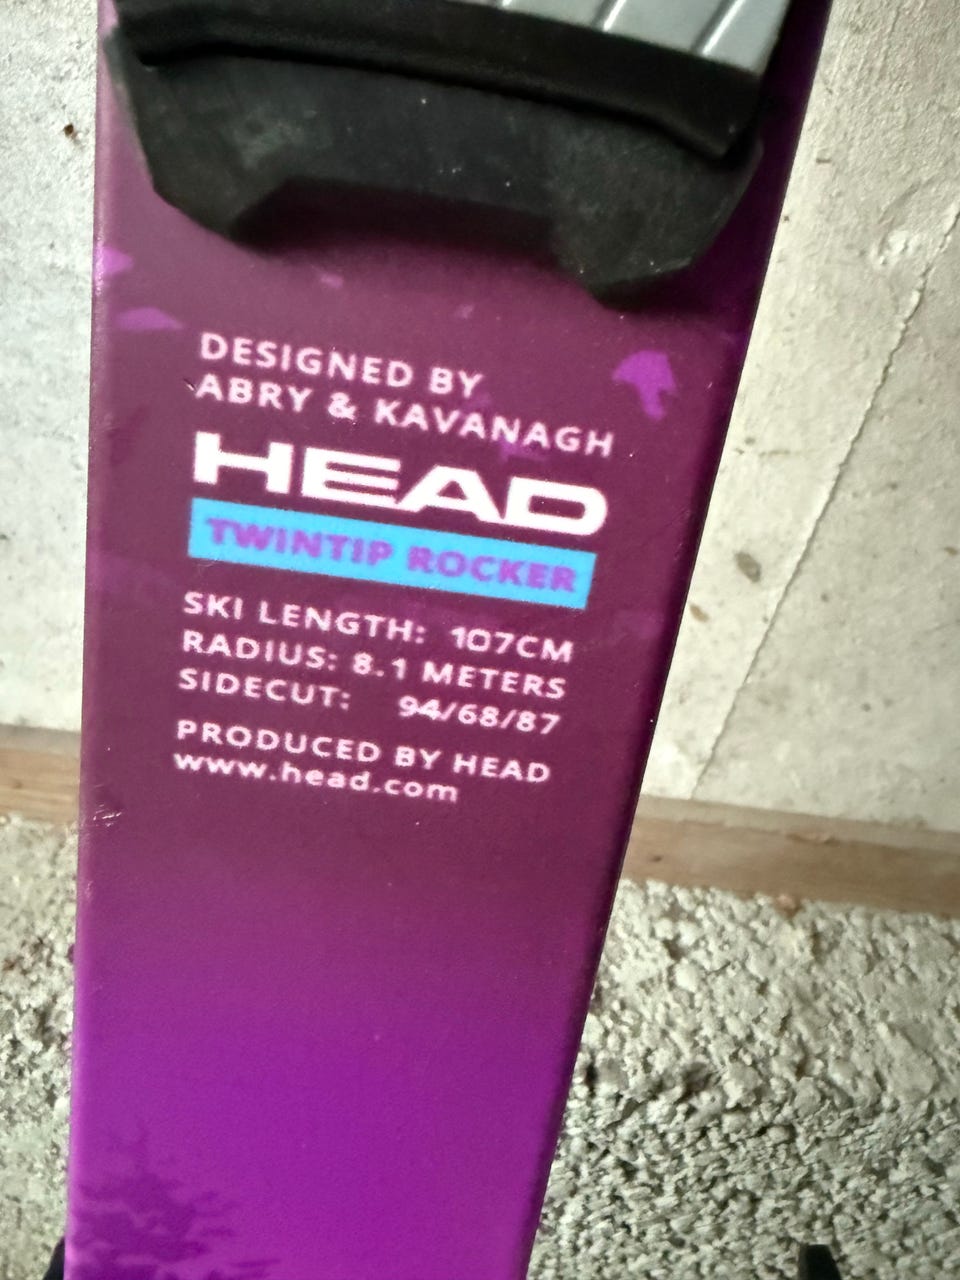 DESIGNED BY
ABRY & KAVANAGH
HEAD
TWINTIP ROCKER
SKI LENGTH: 107CM
RADIUS: 8.1 METERS
SIDECUT: 94/68/87
PRODUCED BY HEAD
www.head.com